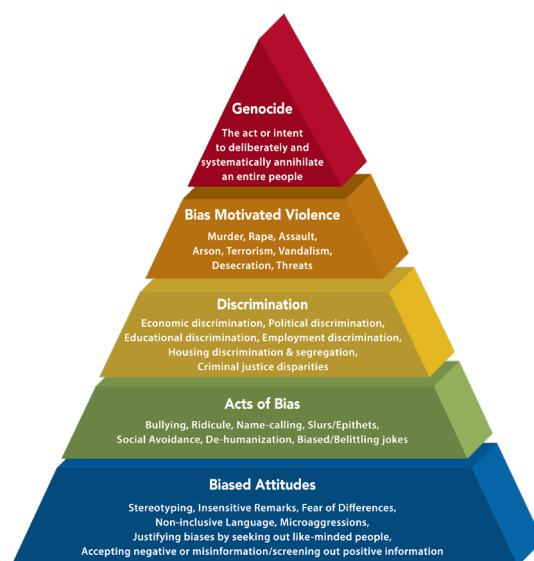 Genocide
The act or intent
to deliberately and
systematically annihilate
an entire people
Bias Motivated Violence
Murder, Rape, Assault,
Arson, Terrorism, Vandalism,
Desecration, Threats
Discrimination
Economic discrimination, Political discrimination,
Educational discrimination, Employment discrimination,
Housing discrimination & segregation,
Criminal justice disparities
Acts of Bias
Bullying, Ridicule, Name-calling, Slurs/Epithets,
Social Avoidance, De-humanization, Biased/Belittling jokes
Biased Attitudes
Stereotyping, Insensitive Remarks, Fear of Differences,
Non-inclusive Language, Microaggressions,
Justifying biases by seeking out like-minded people,
Accepting negative or misinformation/screening out positive information